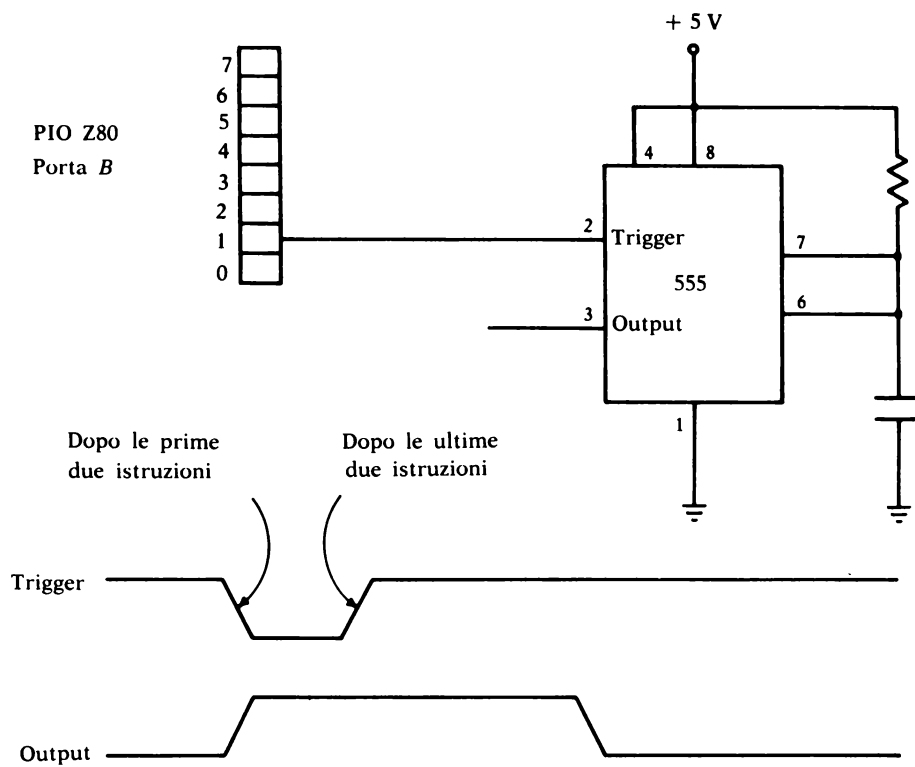 + 5 V
7
6
5
4
3
2
1
0
PIO Z80
Porta B
4
8
2
Trigger
7
555
6
3
Output
1
Dopo le prime
due istruzioni
Dopo le ultime
due istruzioni
Trigger
Output